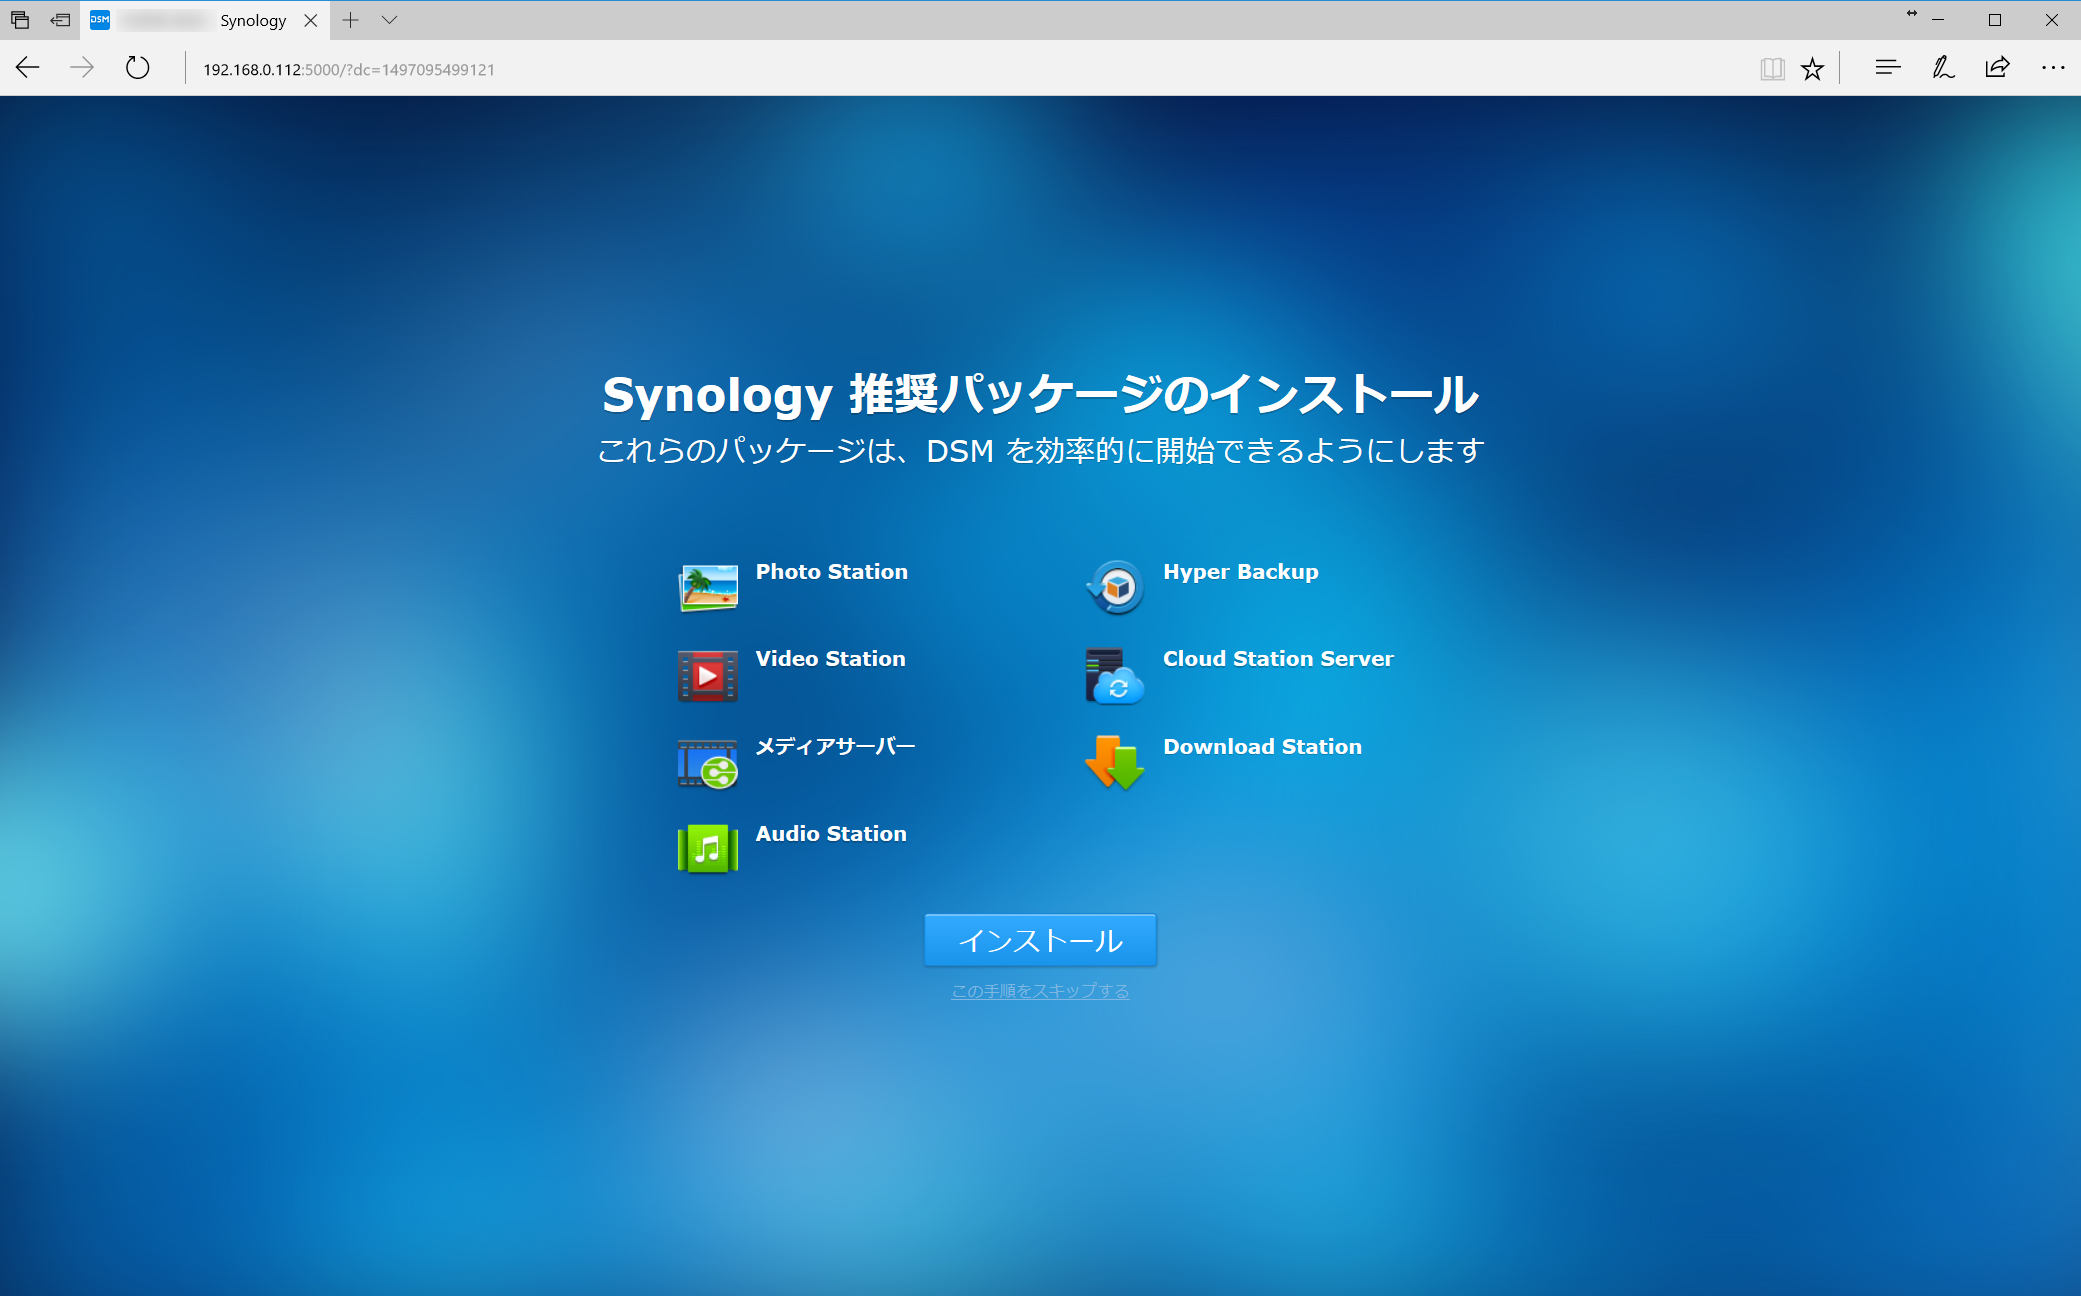 DSM
Synology
192.168.0.112:5000/?dc=1497095499121
Synology 推奨パッケージのインストール
これらのパッケージは、DSM を効率的に開始できるようにします
Photo Station
Hyper Backup
Video Station
Cloud Station Server
メディアサーバー
Download Station
Audio Station
インストール
この手順をスキップする